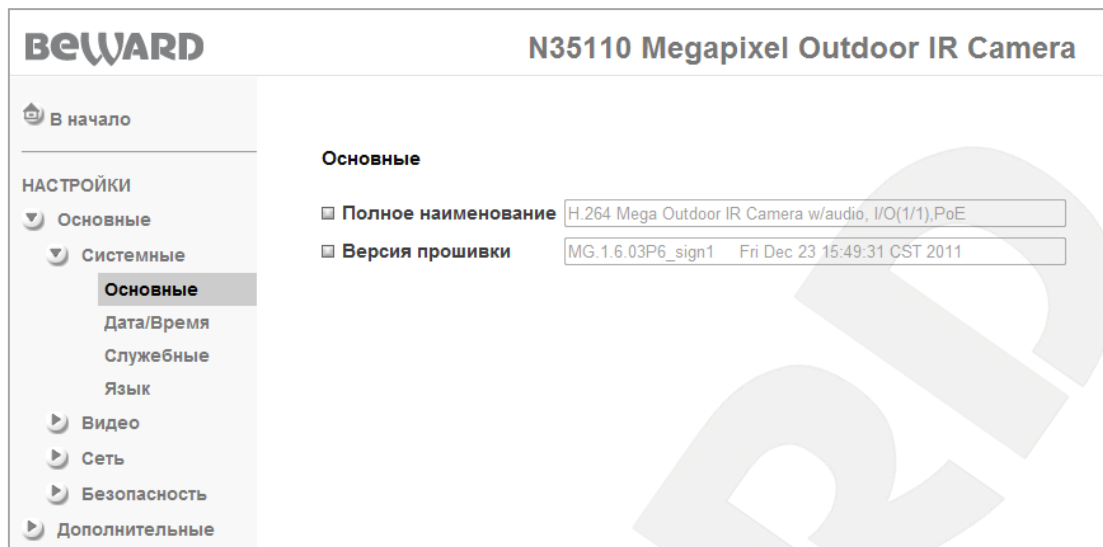 BEWARD
N35110 Megapixel Outdoor IR Camera
В начало
НАСТРОЙКИ
Основные
Системные
Основные
Дата/Время
Служебные
Язык
Видео
Сеть
Безопасность
Дополнительные
Основные
Полное наименование H.264 Mega Outdoor IR Camera w/audio, I/O(1/1),PoE
Версия прошивки MG.1.6.03P6_sign1 Fri Dec 23 15:49:31 CST 2011